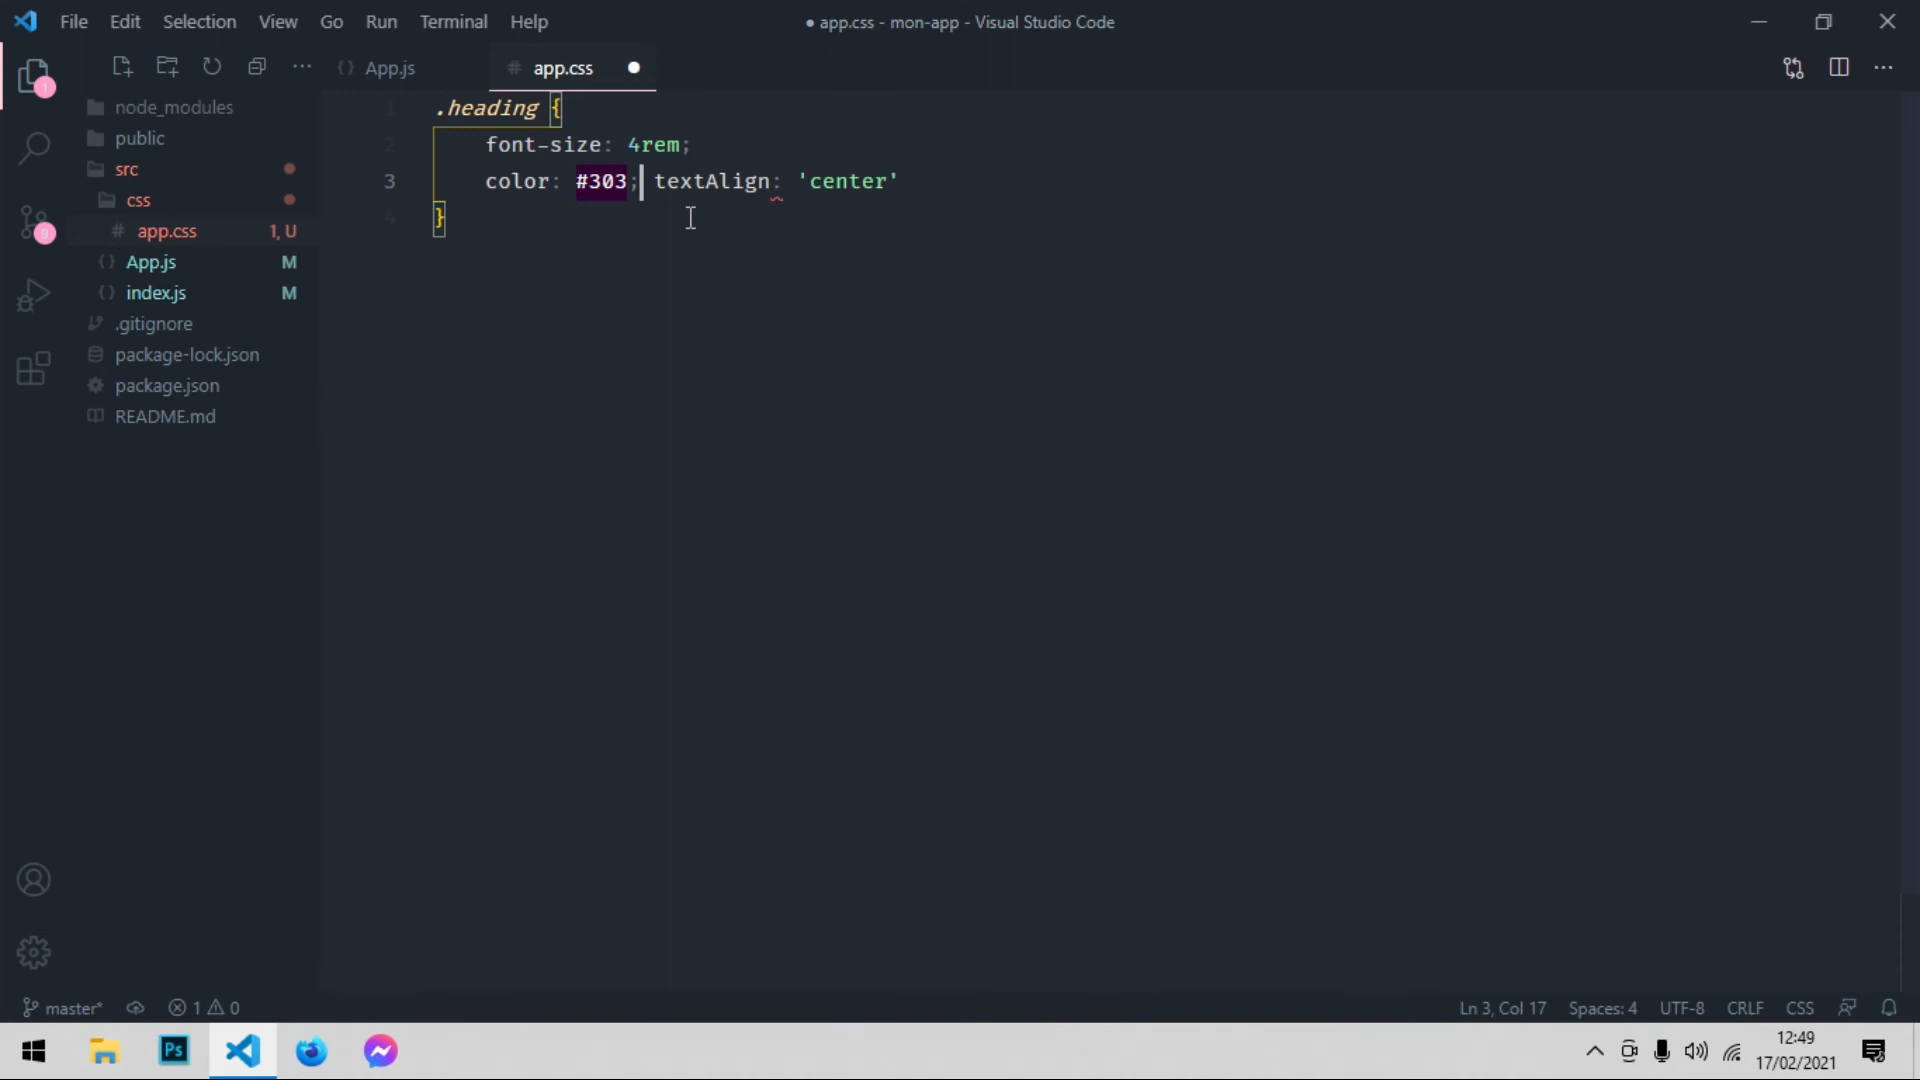 File Edit Selection View Go Run Terminal Help
● app.css - mon-app - Visual Studio Code
App.js
# app.css
node_modules
public
src
css
# app.css 1, U
App.js M
index.js M
.gitignore
package-lock.json
package.json
README.md
1
9
1 .heading {
2 font-size: 4rem;
3 color: #303; textAlign: 'center'
4 }
master* 1 0
Ln 3, Col 17 Spaces: 4 UTF-8 CRLF CSS
Ps
12:49
17/02/2021